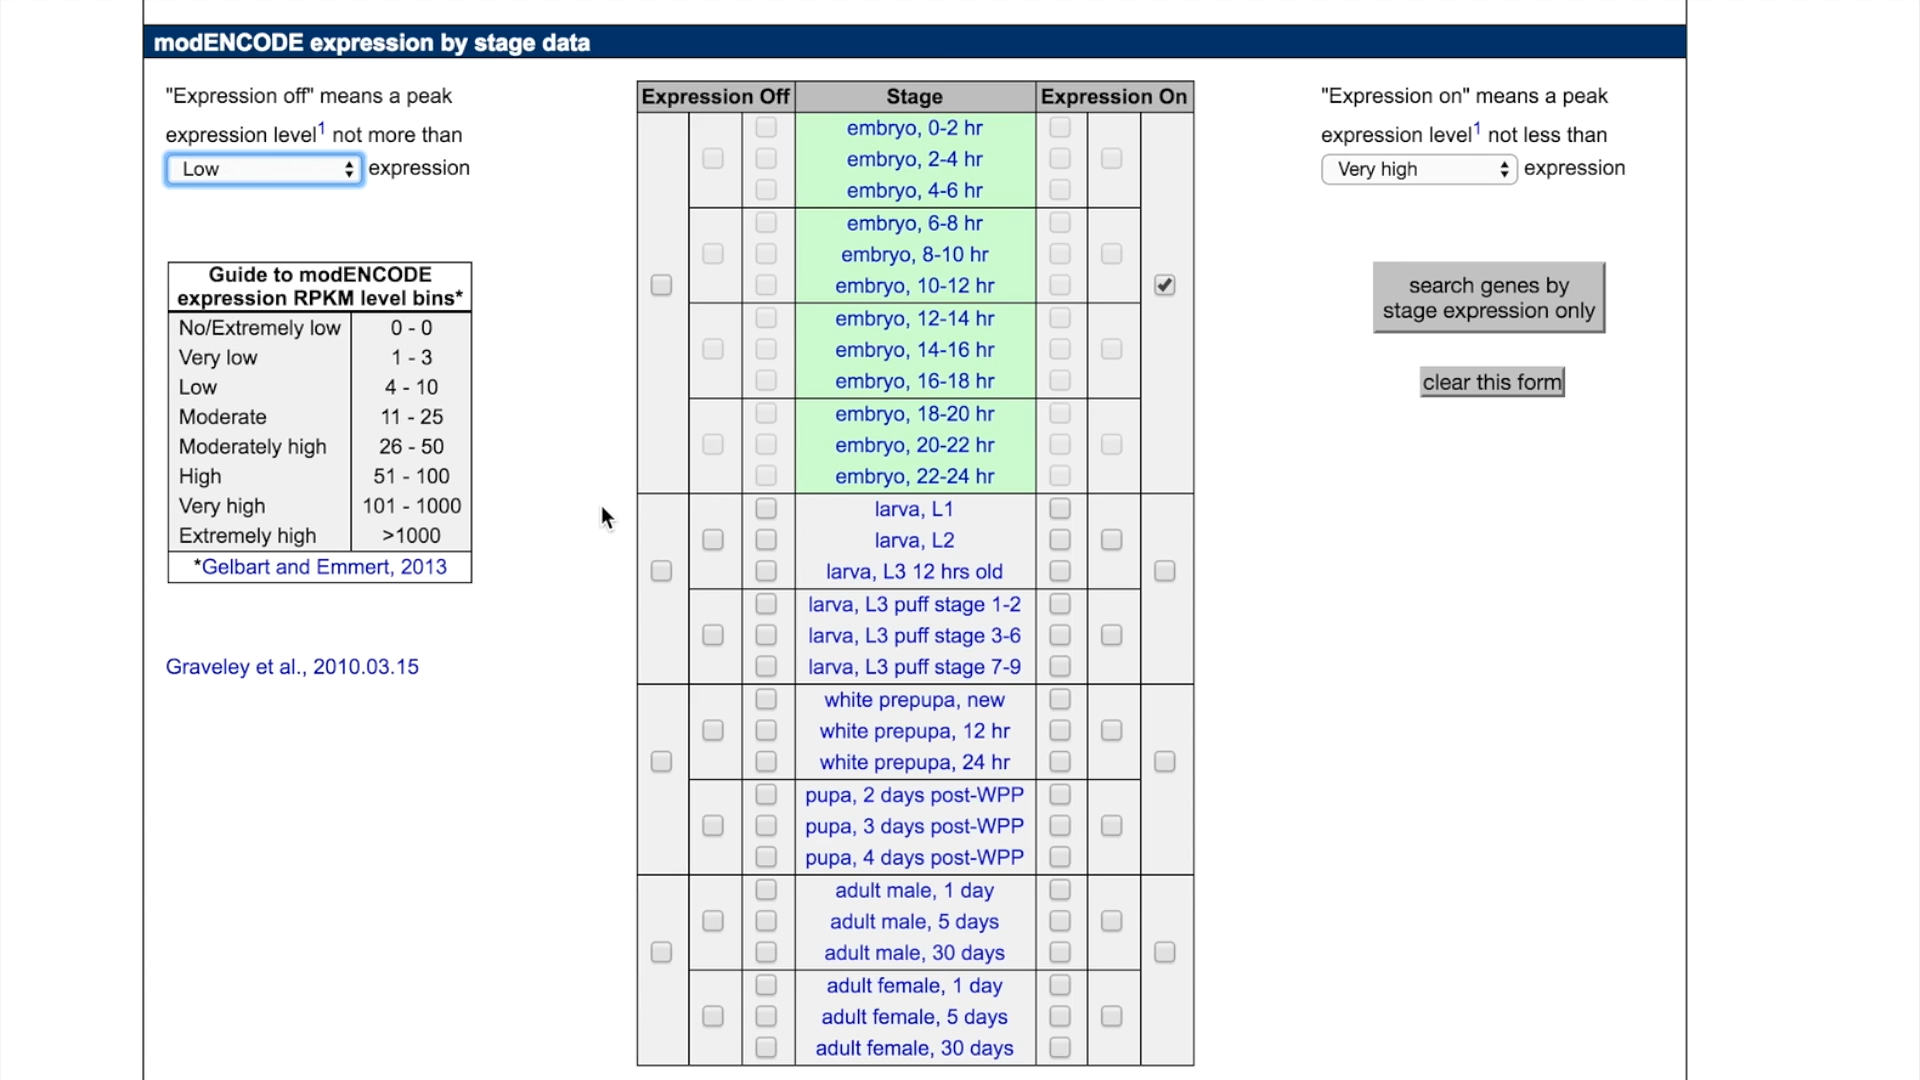 modENCODE expression by stage data
"Expression off" means a peak
expression level1 not more than
Low expression
Guide to modENCODE
expression RPKM level bins*
No/Extremely low 0 - 0
Very low 1 - 3
Low 4 - 10
Moderate 11 - 25
Moderately high 26 - 50
High 51 - 100
Very high 101 - 1000
Extremely high >1000
*Gelbart and Emmert, 2013
Graveley et al., 2010.03.15
Expression Off Stage Expression On
embryo, 0-2 hr
embryo, 2-4 hr
embryo, 4-6 hr
embryo, 6-8 hr
embryo, 8-10 hr
embryo, 10-12 hr
embryo, 12-14 hr
embryo, 14-16 hr
embryo, 16-18 hr
embryo, 18-20 hr
embryo, 20-22 hr
embryo, 22-24 hr
larva, L1
larva, L2
larva, L3 12 hrs old
larva, L3 puff stage 1-2
larva, L3 puff stage 3-6
larva, L3 puff stage 7-9
white prepupa, new
white prepupa, 12 hr
white prepupa, 24 hr
pupa, 2 days post-WPP
pupa, 3 days post-WPP
pupa, 4 days post-WPP
adult male, 1 day
adult male, 5 days
adult male, 30 days
adult female, 1 day
adult female, 5 days
adult female, 30 days
"Expression on" means a peak
expression level1 not less than
Very high expression
search genes by
stage expression only
clear this form